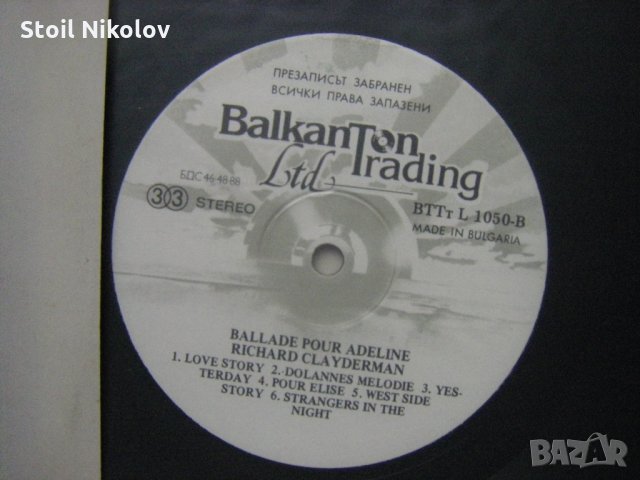 Stoil Nikolov
ПРЕЗАПИСЪТ ЗАБРАНЕН
ВСИЧКИ ПРАВА ЗАПАЗЕНИ
BalkanTon
Trading
Ltd
БДС 46-48-88
33 STEREO
BTTт L 1050-B
MADE IN BULGARIA
BALLADE POUR ADELINE
RICHARD CLAYDERMAN
1. LOVE STORY 2.-DOLANNES MELODIE 3. YES-
TERDAY 4. POUR ELISE 5. WEST SIDE
STORY 6. STRANGERS IN THE
NIGHT
BAZAR